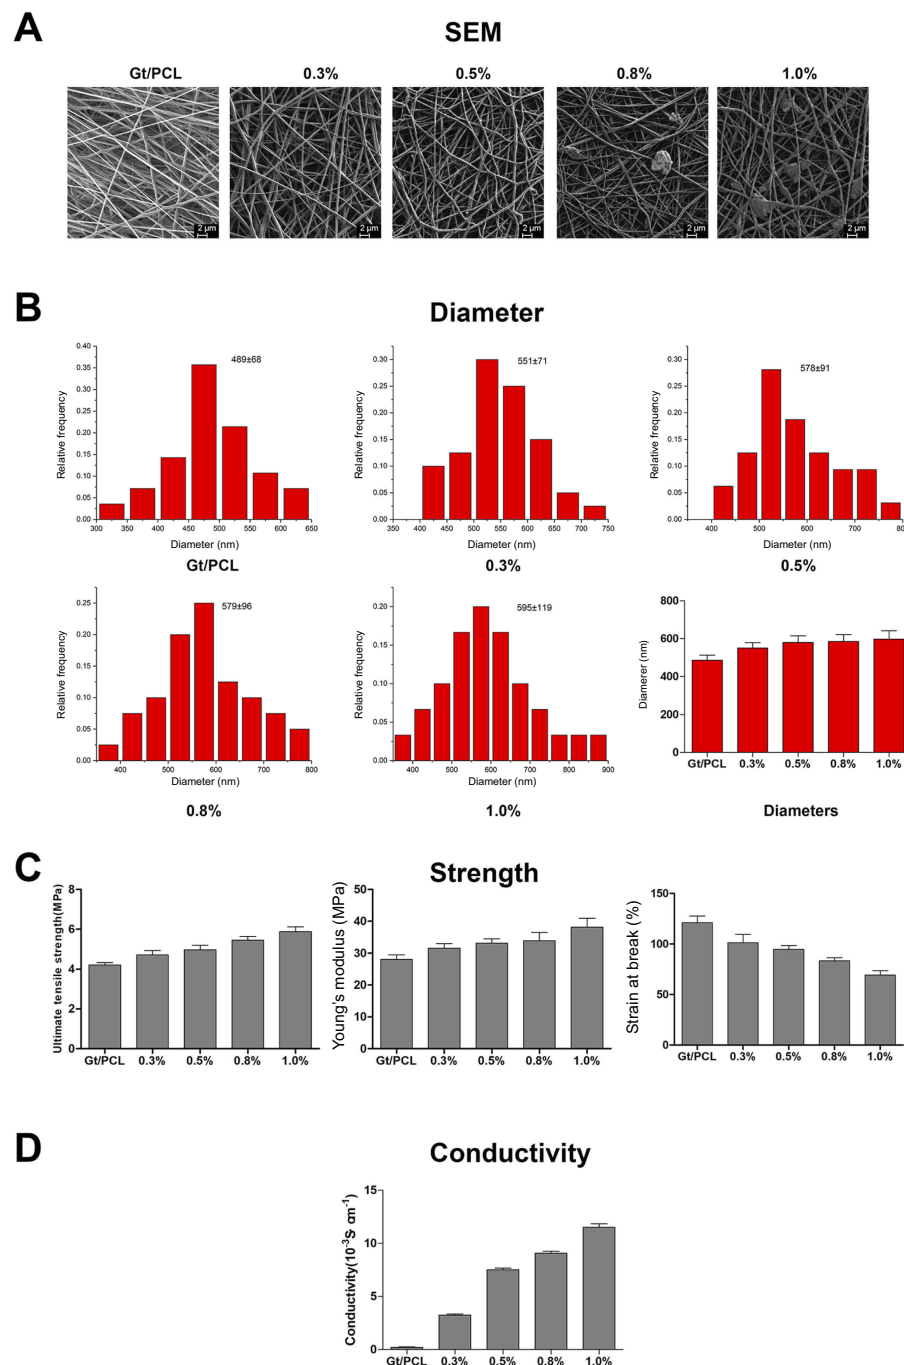 A
SEM
Gt/PCL 0.3% 0.5% 0.8% 1.0%
2 µm 2 µm 2 µm 2 µm 2 µm
B
Diameter
Relative frequency
0.40
0.35
0.30
0.25
0.20
0.15
0.10
0.05
0.00
489±68
300 350 400 450 500 550 600 650
Diameter (nm)
Gt/PCL
Relative frequency
0.30
0.25
0.20
0.15
0.10
0.05
0.00
551±71
350 400 450 500 550 600 650 700 750
Diameter (nm)
0.3%
Relative frequency
0.30
0.25
0.20
0.15
0.10
0.05
0.00
578±91
400 500 600 700 800
Diameter (nm)
0.5%
Relative frequency
0.25
0.20
0.15
0.10
0.05
0.00
579±96
400 500 600 700 800
Diameter (nm)
0.8%
Relative frequency
0.20
0.15
0.10
0.05
0.00
595±119
400 500 600 700 800 900
Diameter (nm)
1.0%
Diamerer (nm)
800
600
400
200
0
Gt/PCL 0.3% 0.5% 0.8% 1.0%
Diameters
C
Strength
Ultimate tensile strength(MPa)
8
6
4
2
0
Gt/PCL 0.3% 0.5% 0.8% 1.0%
Young's modulus (MPa)
50
40
30
20
10
0
Gt/PCL 0.3% 0.5% 0.8% 1.0%
Strain at break (%)
150
100
50
0
Gt/PCL 0.3% 0.5% 0.8% 1.0%
D
Conductivity
Conductivity(10⁻³S· cm⁻¹)
15
10
5
0
Gt/PCL 0.3% 0.5% 0.8% 1.0%